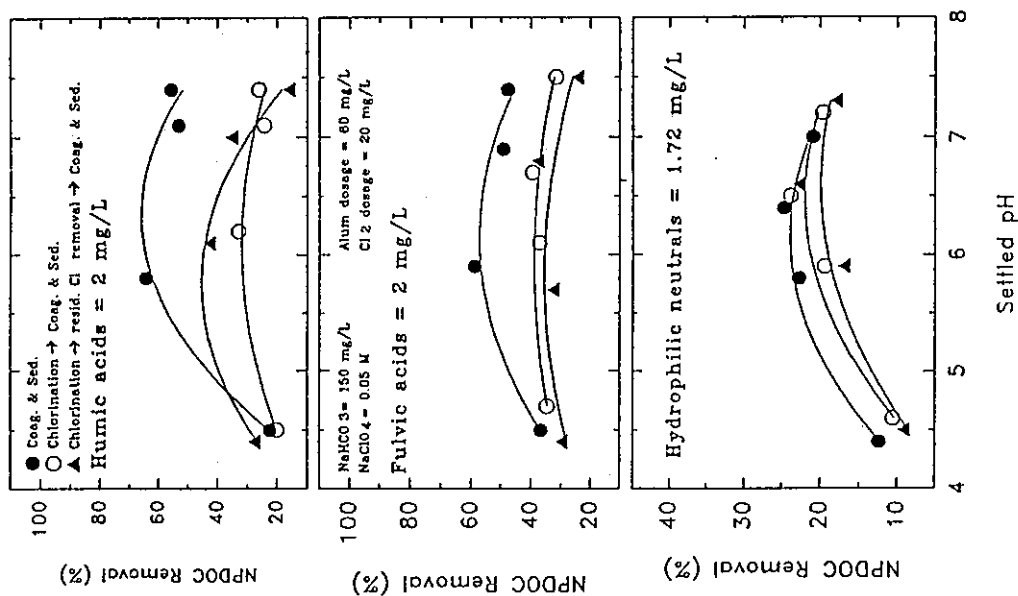 ● Coag. & Sed.
○ Chlorination → Coag. & Sed.
▲ Chlorination → resid. Cl removal → Coag. & Sed.
Humic acids = 2 mg/L
100
80
60
40
20
NPDOC Removal (%)
NaHCO3= 150 mg/L Alum dosage = 60 mg/L
NaClO4 = 0.05 M Cl2 dosage = 20 mg/L
Fulvic acids = 2 mg/L
100
80
60
40
20
NPDOC Removal (%)
Hydrophilic neutrals = 1.72 mg/L
40
30
20
10
NPDOC Removal (%)
4 5 6 7 8
Settled pH